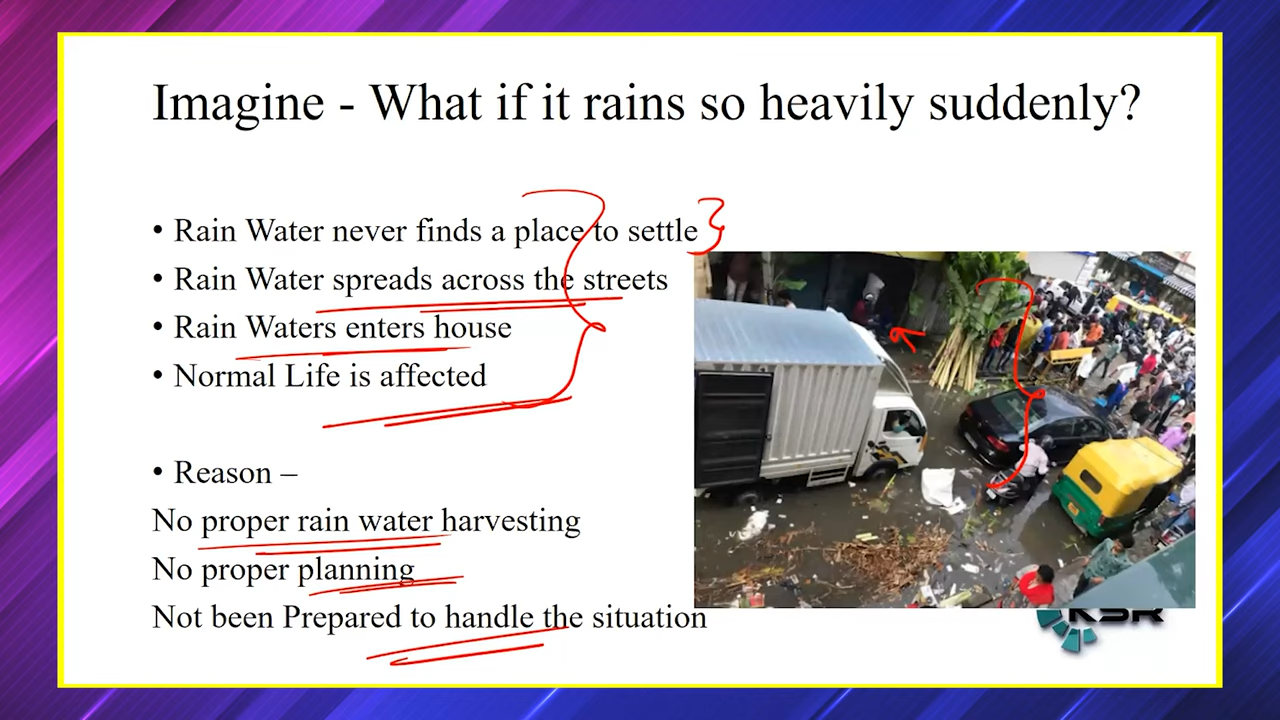 Imagine - What if it rains so heavily suddenly?
• Rain Water never finds a place to settle
• Rain Water spreads across the streets
• Rain Waters enters house
• Normal Life is affected
• Reason –
No proper rain water harvesting
No proper planning
Not been Prepared to handle the situation
KSR